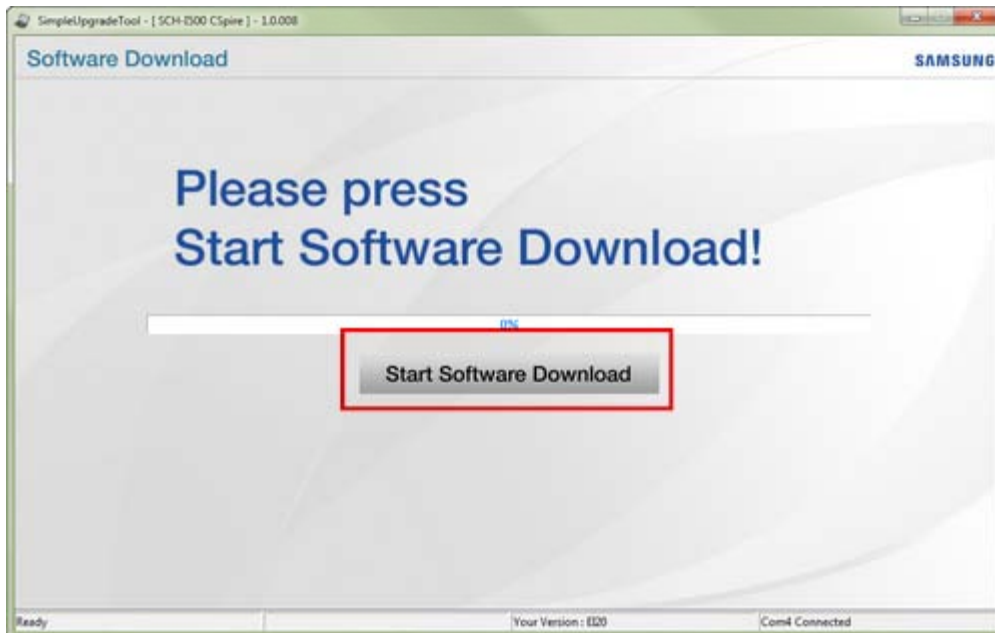 SimpleUpgradeTool - [ SCH-I500 CSpire ] - 1.0.008
Software Download
SAMSUNG
Please press
Start Software Download!
0%
Start Software Download
Ready
Your Version : EI20
Com4 Connected